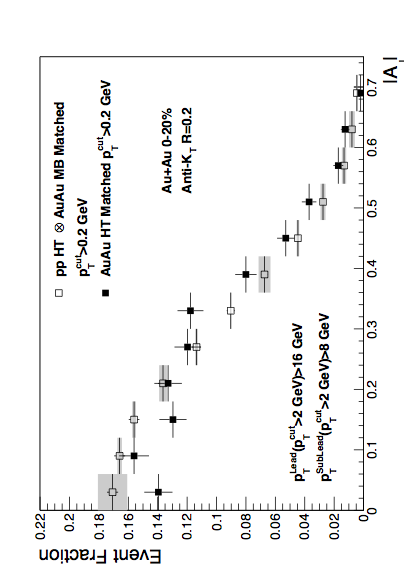 Event Fraction
0.22
0.2
0.18
0.16
0.14
0.12
0.1
0.08
0.06
0.04
0.02
0
0 0.1 0.2 0.3 0.4 0.5 0.6 0.7
pp HT ⊗ AuAu MB Matched
p_T^cut>0.2 GeV
AuAu HT Matched p_T^cut>0.2 GeV
Au+Au 0-20%
Anti-K_T R=0.2
p_T^Lead(p_T^cut>2 GeV)>16 GeV
p_T^SubLead(p_T^cut>2 GeV)>8 GeV